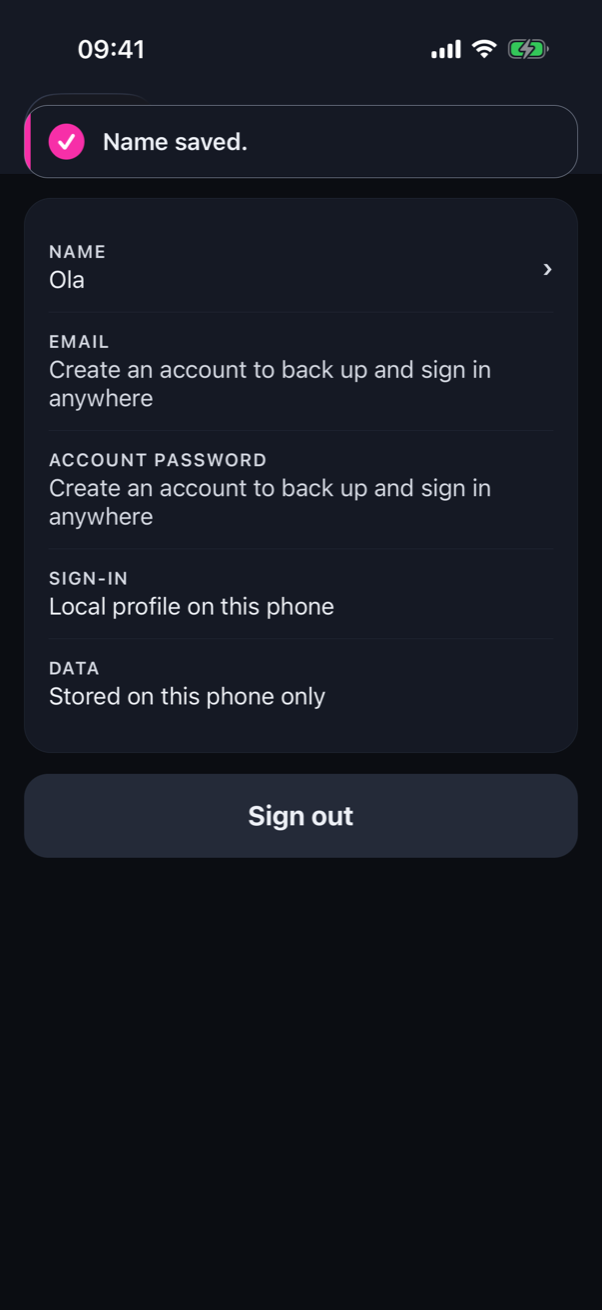 09:41
Name saved.
NAME
Ola
›
EMAIL
Create an account to back up and sign in
anywhere
ACCOUNT PASSWORD
Create an account to back up and sign in
anywhere
SIGN-IN
Local profile on this phone
DATA
Stored on this phone only
Sign out